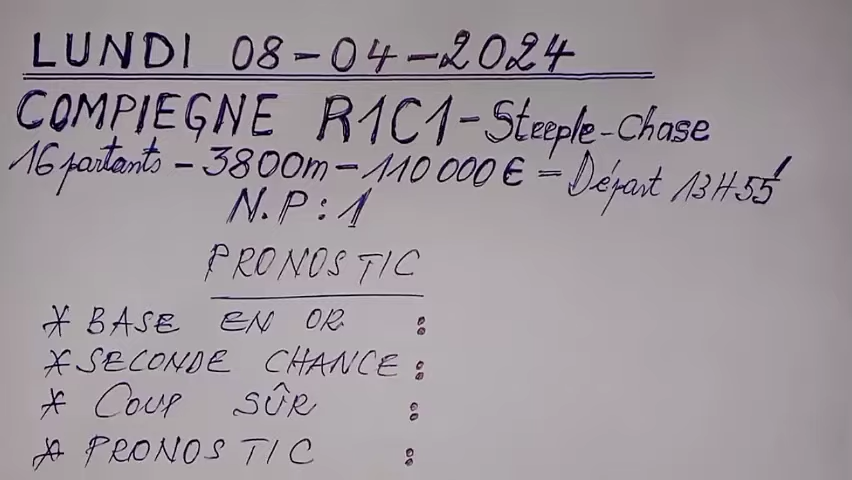 LUNDI 08-04-2024
COMPIEGNE R1C1-Steeple-Chase
16 partants - 3800m - 110 000 € = Départ 13H55'
N.P : 1
PRONOSTIC
* BASE EN OR :
* SECONDE CHANCE :
* COUP SÛR :
* PRONOSTIC :